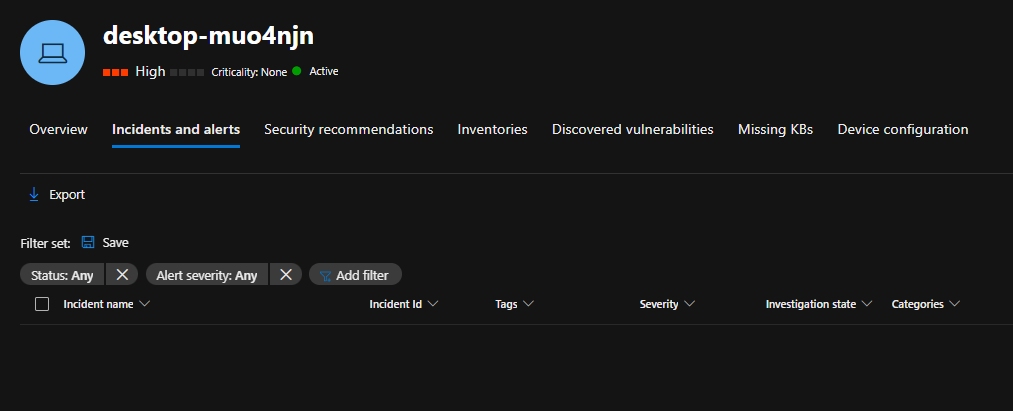 desktop-muo4njn
High Criticality: None Active
Overview Incidents and alerts Security recommendations Inventories Discovered vulnerabilities Missing KBs Device configuration
Export
Filter set: Save
Status: Any Alert severity: Any Add filter
Incident name Incident Id Tags Severity Investigation state Categories